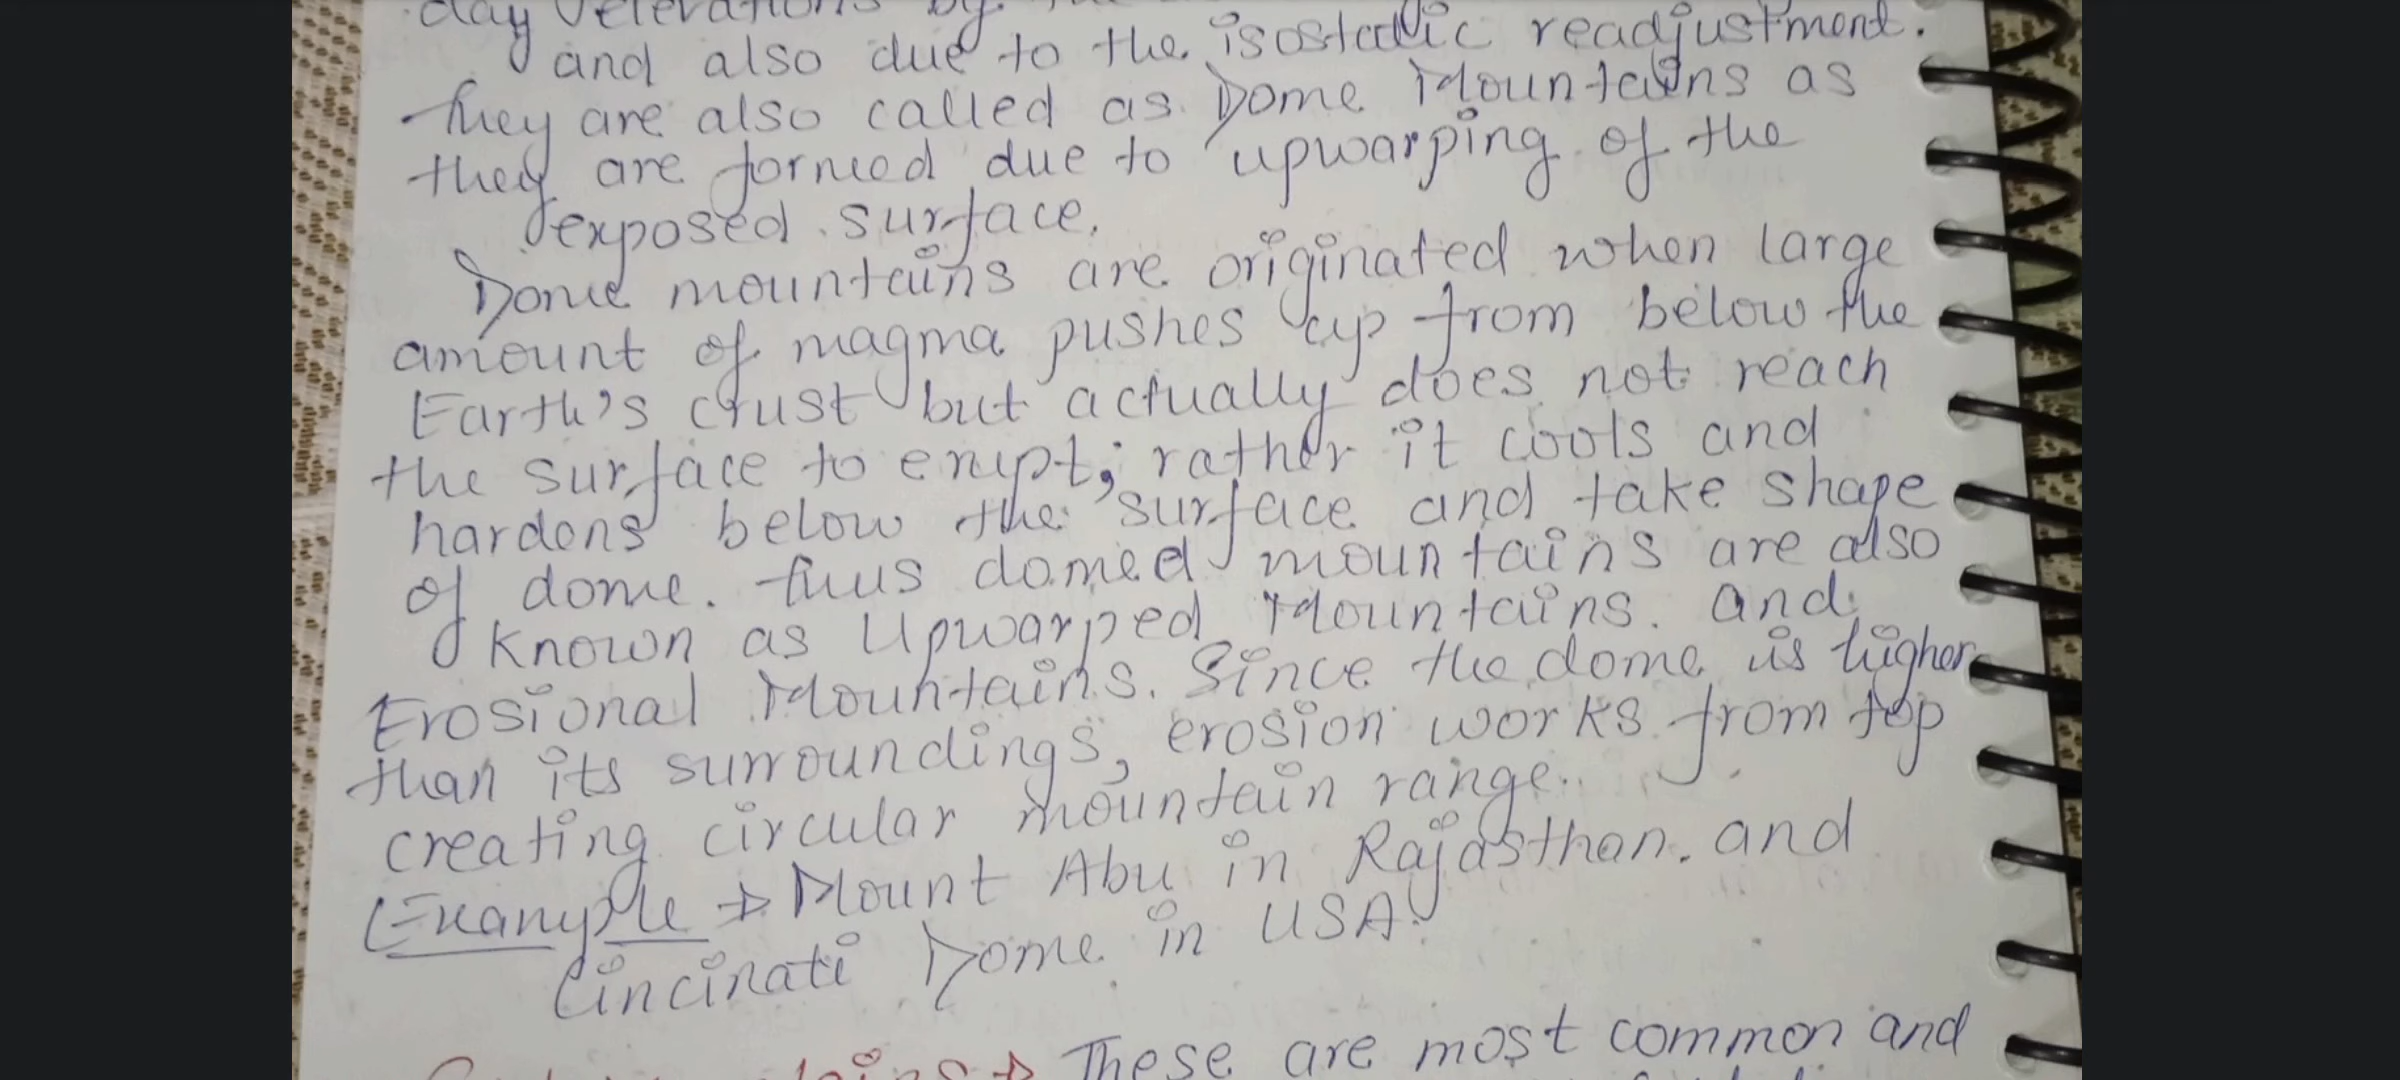 day
and also due to the isostatic readjustment.
They are also called as Dome Mountains as
they are formed due to upwarping of the
exposed surface.
Dome mountains are originated when large
amount of magma pushes up from below the
Earth's crust but actually does not reach
the surface to erupt; rather it cools and
hardens below the surface and take shape
of dome. Thus domed mountains are also
known as Upwarped Mountains. and
Erosional Mountains. Since the dome is higher
than its surroundings, erosion works from top
creating circular mountain range.
Example → Mount Abu in Rajasthan. and
Cincinati Dome in USA.
These are most common and